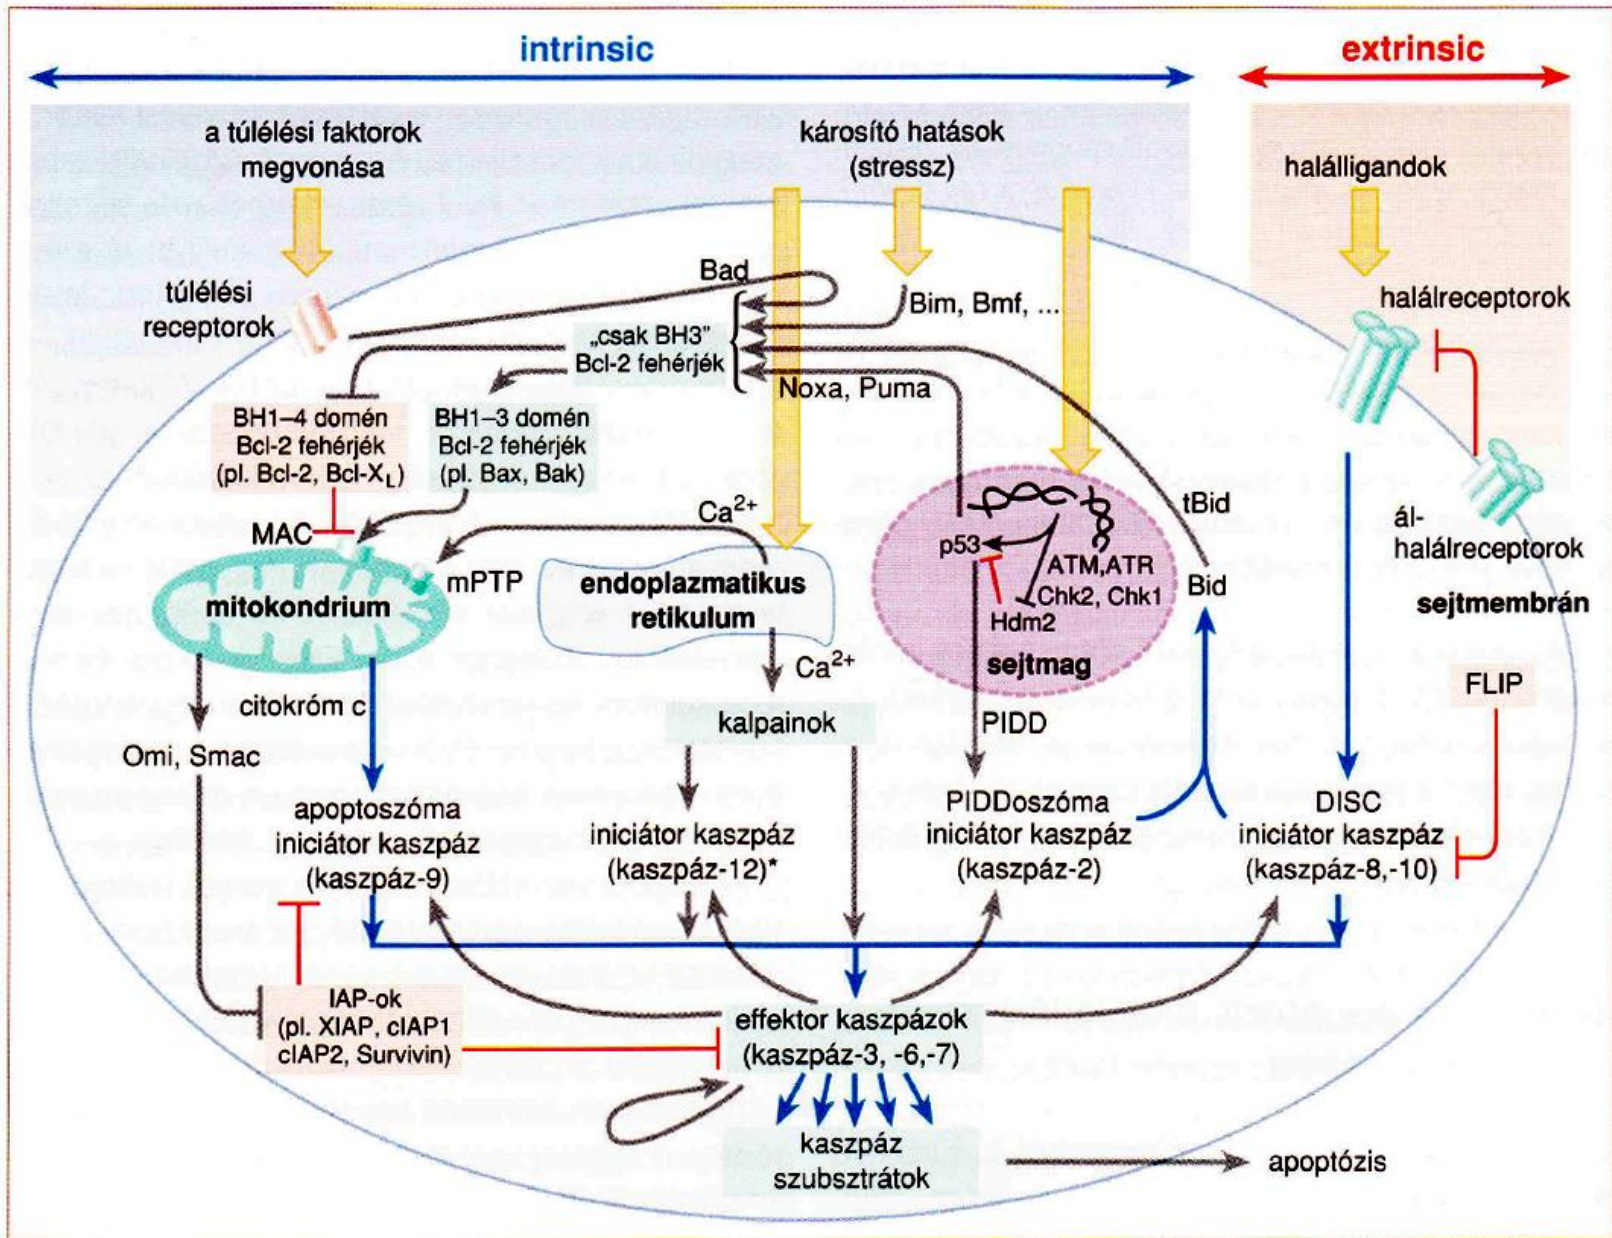 intrinsic
extrinsic
a túlélési faktorok
megvonása
károsító hatások
(stressz)
halálligandok
túlélési
receptorok
Bad
Bim, Bmf, ...
halálreceptorok
„csak BH3”
Bcl-2 fehérjék
Noxa, Puma
BH1–4 domén
Bcl-2 fehérjék
(pl. Bcl-2, Bcl-XL)
BH1–3 domén
Bcl-2 fehérjék
(pl. Bax, Bak)
MAC
Ca2+
mPTP
mitokondrium
endoplazmatikus
retikulum
p53
ATM,ATR
Chk2, Chk1
Hdm2
sejtmag
tBid
Bid
ál-
halálreceptorok
sejtmembrán
FLIP
citokróm c
Omi, Smac
Ca2+
kalpainok
PIDD
apoptoszóma
iniciátor kaszpáz
(kaszpáz-9)
iniciátor kaszpáz
(kaszpáz-12)*
PIDDoszóma
iniciátor kaszpáz
(kaszpáz-2)
DISC
iniciátor kaszpáz
(kaszpáz-8,-10)
IAP-ok
(pl. XIAP, cIAP1
cIAP2, Survivin)
effektor kaszpázok
(kaszpáz-3, -6,-7)
kaszpáz
szubsztrátok
apoptózis